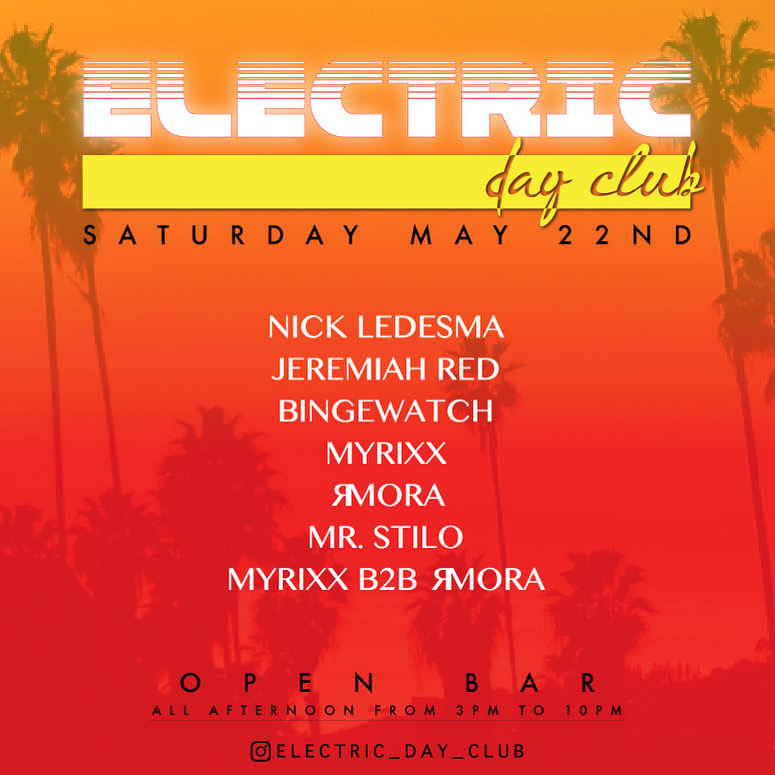 ELECTRIC
day club
SATURDAY MAY 22ND
NICK LEDESMA
JEREMIAH RED
BINGEWATCH
MYRIXX
ЯMORA
MR. STILO
MYRIXX B2B ЯMORA
OPEN BAR
ALL AFTERNOON FROM 3PM TO 10PM
ELECTRIC_DAY_CLUB